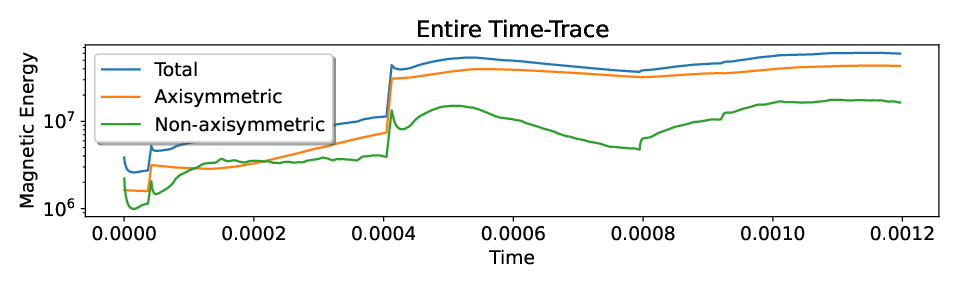 Entire Time-Trace
Magnetic Energy
Total
Axisymmetric
Non-axisymmetric
10⁷
10⁶
0.0000 0.0002 0.0004 0.0006 0.0008 0.0010 0.0012
Time